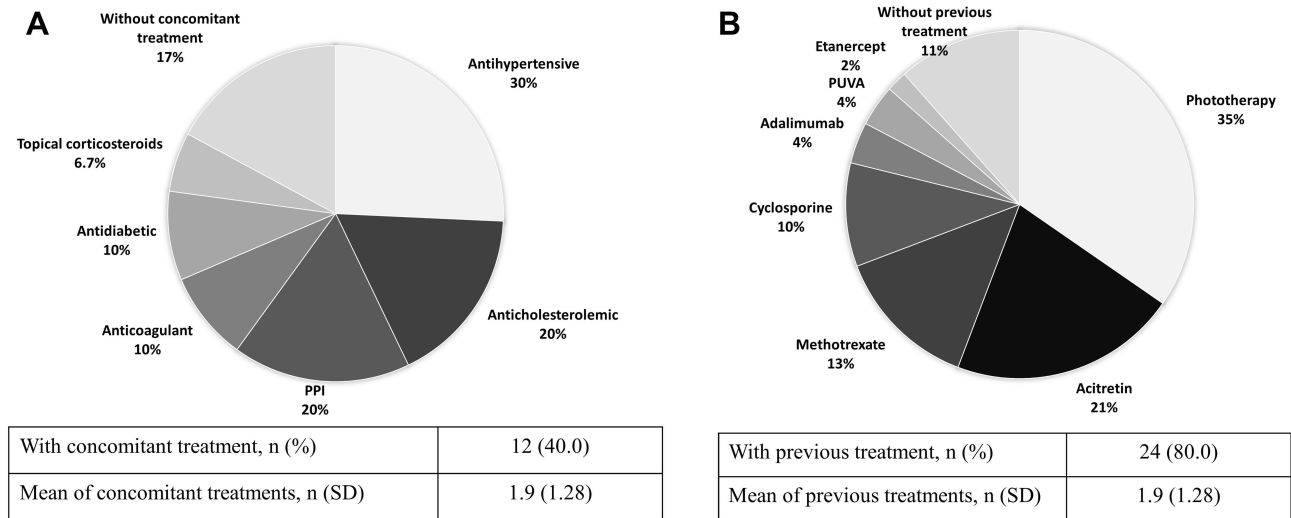 A
Without concomitant
treatment
17%
Antihypertensive
30%
Topical corticosteroids
6.7%
Antidiabetic
10%
Anticholesterolemic
20%
Anticoagulant
10%
PPI
20%
With concomitant treatment, n (%) 12 (40.0)
Mean of concomitant treatments, n (SD) 1.9 (1.28)
B
Without previous
treatment
11%
Etanercept
2%
PUVA
4%
Phototherapy
35%
Adalimumab
4%
Cyclosporine
10%
Methotrexate
13%
Acitretin
21%
With previous treatment, n (%) 24 (80.0)
Mean of previous treatments, n (SD) 1.9 (1.28)